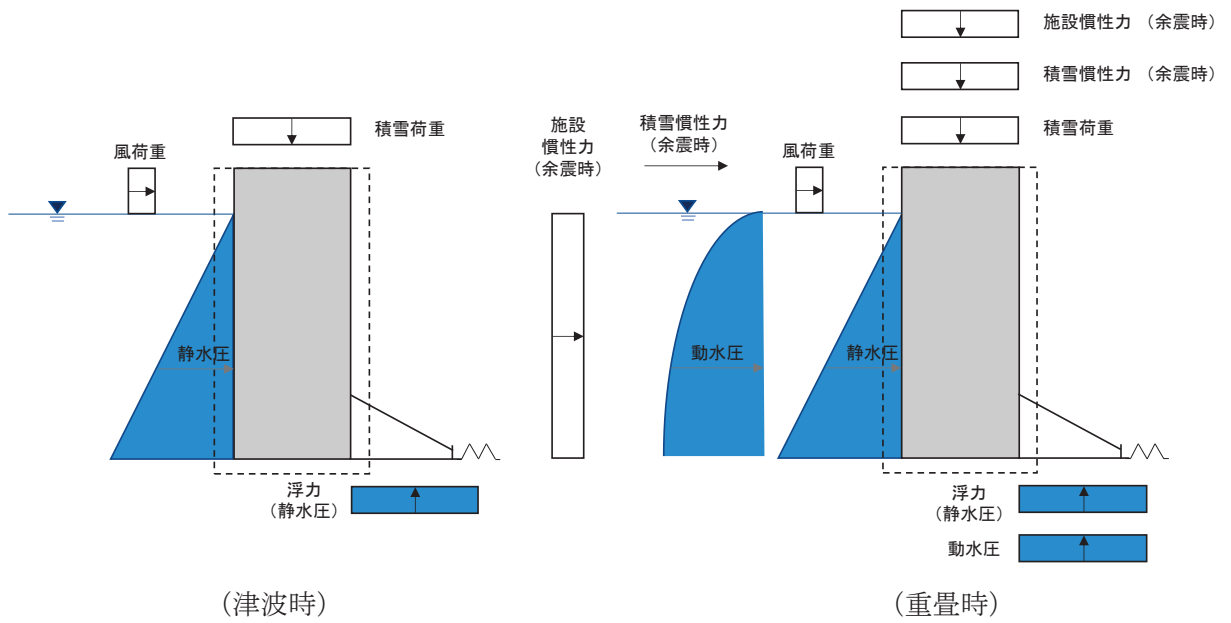 積雪荷重
風荷重
静水圧
浮力
（静水圧）
（津波時）
施設
慣性力
（余震時）
積雪慣性力
（余震時）
施設慣性力 （余震時）
積雪慣性力 （余震時）
積雪荷重
風荷重
動水圧
静水圧
浮力
（静水圧）
動水圧
（重畳時）